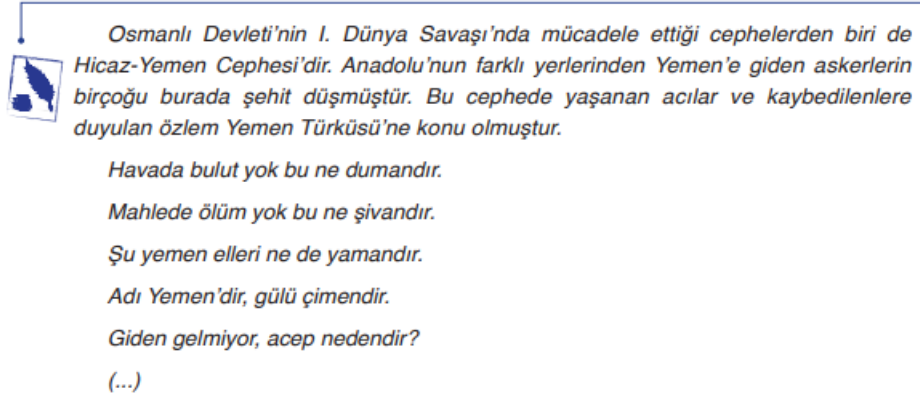 Osmanlı Devleti’nin I. Dünya Savaşı’nda mücadele ettiği cephelerden biri de
Hicaz-Yemen Cephesi’dir. Anadolu’nun farklı yerlerinden Yemen’e giden askerlerin
birçoğu burada şehit düşmüştür. Bu cephede yaşanan acılar ve kaybedilenlere
duyulan özlem Yemen Türküsü’ne konu olmuştur.
Havada bulut yok bu ne dumandır.
Mahlede ölüm yok bu ne şivandır.
Şu yemen elleri ne de yamandır.
Adı Yemen’dir, gülü çimendir.
Giden gelmiyor, acep nedendir?
(...)